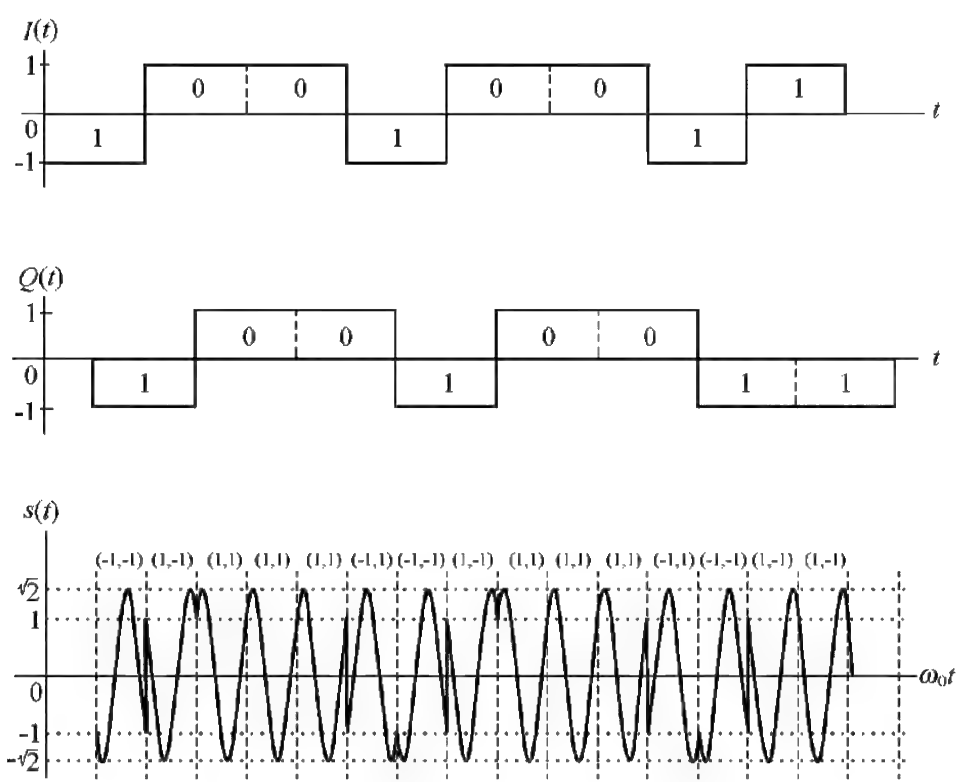 I(t)
1
0 0 0 0 1
0 t
1 1 1
-1
Q(t)
1
0 0 0 0
0 t
1 1 1 1
-1
s(t)
(-1,-1) (1,-1) (1,1) (1,1) (1,1) (-1,1) (-1,-1) (1,-1) (1,1) (1,1) (1,1) (-1,1) (-1,-1) (1,-1) (1,-1)
√2
1
0 ω₀t
-1
-√2